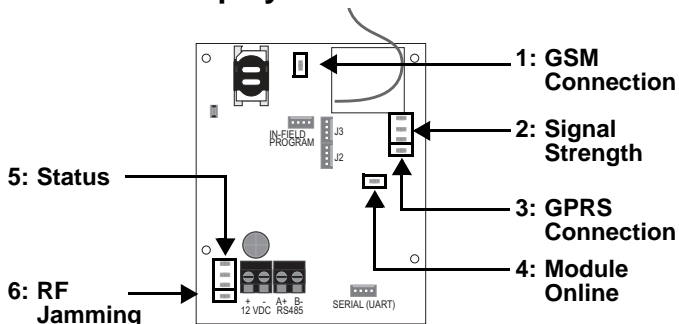 1: GSM
Connection
2: Signal
Strength
3: GPRS
Connection
4: Module
Online
5: Status
6: RF
Jamming
IN-FIELD
PROGRAM
J3
J2
+ - A+ B-
12 VDC RS485
SERIAL (UART)